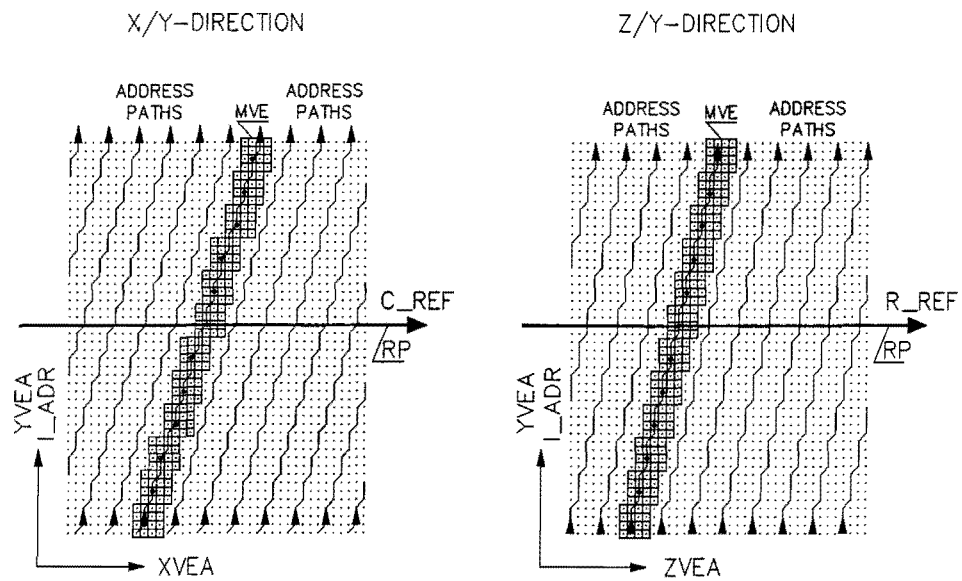 X/Y-DIRECTION
ADDRESS
PATHS
MVE
ADDRESS
PATHS
C_REF
RP
YVEA
I_ADR
XVEA
Z/Y-DIRECTION
ADDRESS
PATHS
MVE
ADDRESS
PATHS
R_REF
RP
YVEA
I_ADR
ZVEA